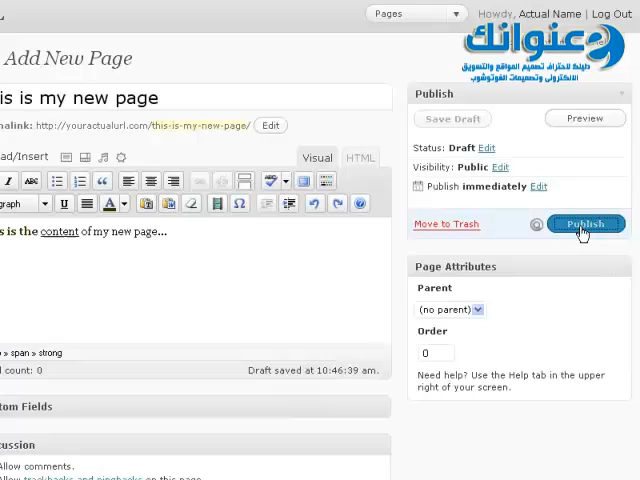 Pages
Howdy, Actual Name | Log Out
عنوانك
دليلك لاحتراف تصميم المواقع والتسويق
الالكترونى وتصميمات الفوتوشوب
Add New Page
is is my new page
alink: http://youractualurl.com/this-is-my-new-page/ Edit
ad/Insert
Visual
HTML
I ABC
graph U A
s is the content of my new page...
» span » strong
d count: 0
Draft saved at 10:46:39 am.
tom Fields
cussion
Allow comments.
Allow trackbacks and pingbacks on this page.
Publish
Save Draft
Preview
Status: Draft Edit
Visibility: Public Edit
Publish immediately Edit
Move to Trash
Publish
Page Attributes
Parent
(no parent)
Order
0
Need help? Use the Help tab in the upper
right of your screen.